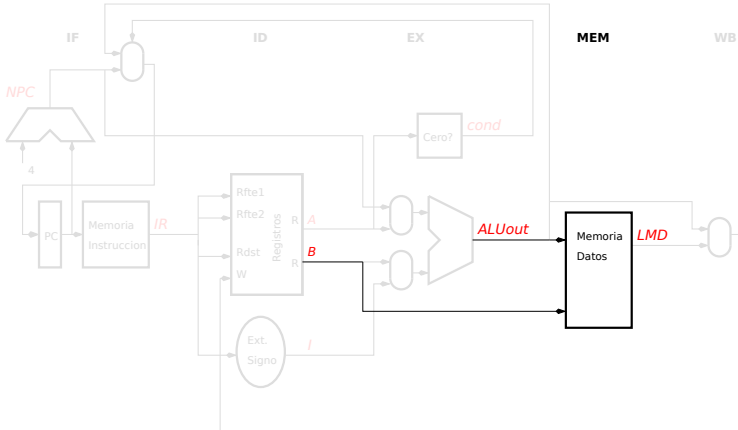 IF
ID
EX
MEM
WB
NPC
4
PC
Memoria
Instruccion
IR
Rfte1
Rfte2
Rdst
W
Registros
R
R
A
B
Ext.
Signo
I
Cero?
cond
ALUout
Memoria
Datos
LMD